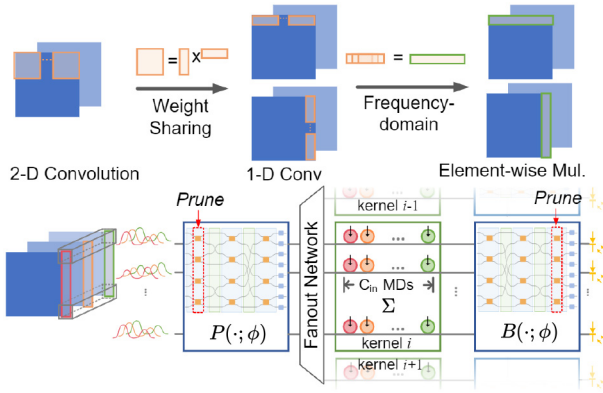 = x
Weight
Sharing
=
Frequency-
domain
2-D Convolution
1-D Conv
Element-wise Mul.
Prune
P(·; ϕ)
Fanout Network
kernel i-1
...
...
C_in MDs
Σ
...
kernel i
kernel i+1
Prune
B(·; ϕ)